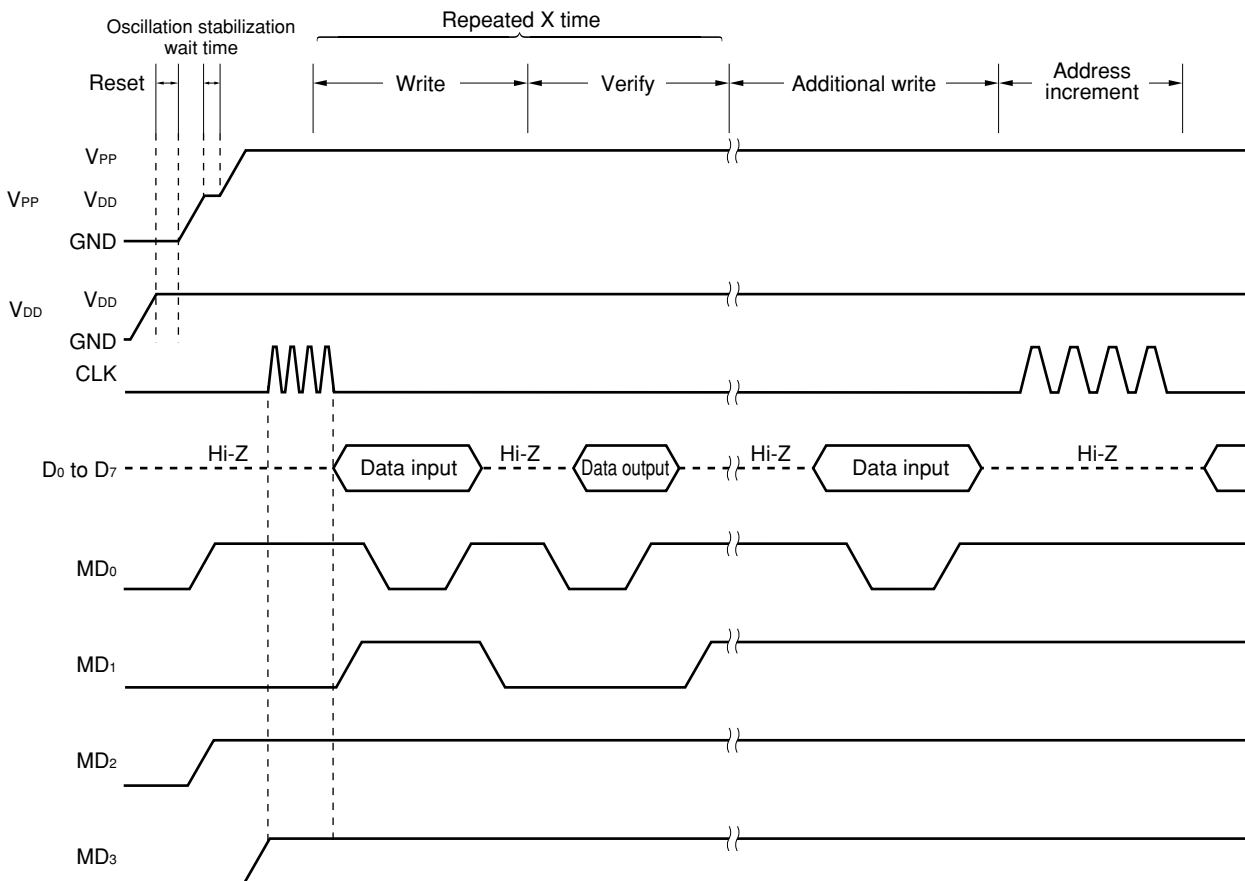 Repeated X time
Oscillation stabilization
wait time
Reset
Write
Verify
Additional write
Address
increment
VPP
VPP
VDD
GND
VDD
VDD
GND
CLK
D0 to D7
Hi-Z
Data input
Hi-Z
Data output
Hi-Z
Data input
Hi-Z
MD0
MD1
MD2
MD3